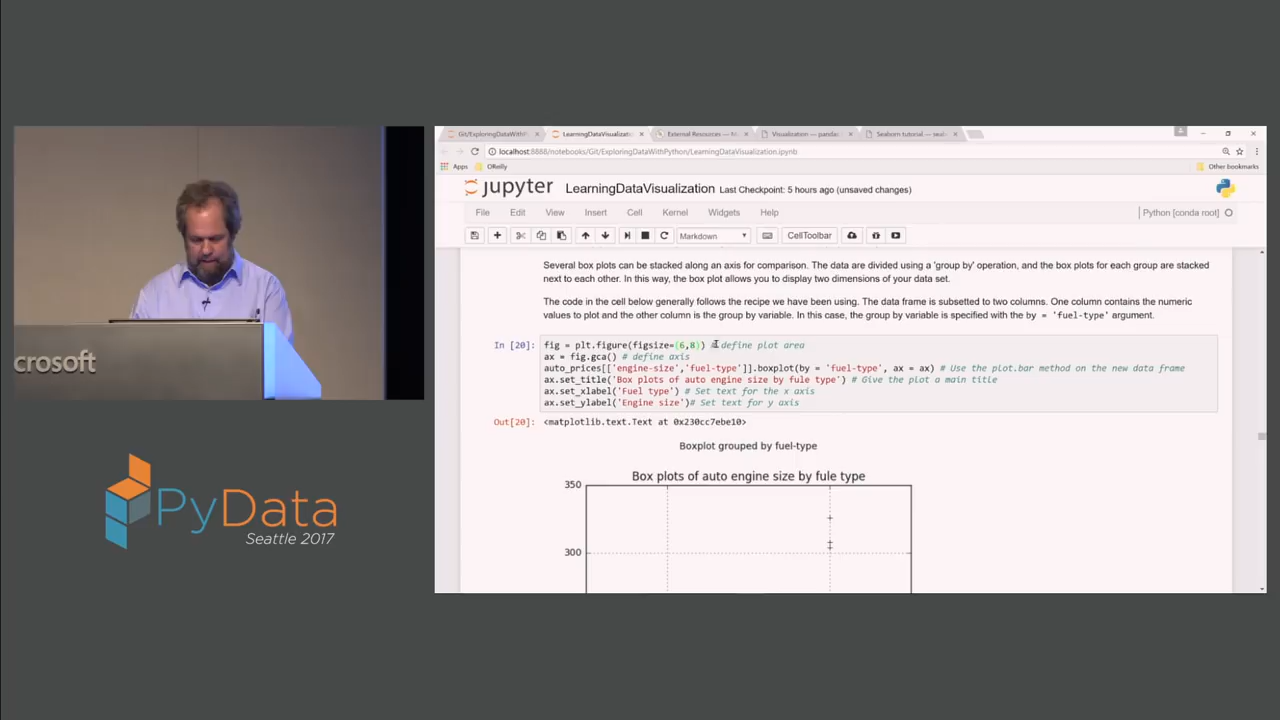 crosoft
PyData
Seattle 2017
Git/ExploringDataWithP
LearningDataVisualizatio
External Resources — M
Visualization — pandas
Seaborn tutorial — seab
localhost:8888/notebooks/Git/ExploringDataWithPython/LearningDataVisualization.ipynb
Apps OReilly Other bookmarks
jupyter LearningDataVisualization Last Checkpoint: 5 hours ago (unsaved changes)
File Edit View Insert Cell Kernel Widgets Help Python [conda root]
Markdown CellToolbar
Several box plots can be stacked along an axis for comparison. The data are divided using a 'group by' operation, and the box plots for each group are stacked
next to each other. In this way, the box plot allows you to display two dimensions of your data set.
The code in the cell below generally follows the recipe we have been using. The data frame is subsetted to two columns. One column contains the numeric
values to plot and the other column is the group by variable. In this case, the group by variable is specified with the by = 'fuel-type' argument.
In [20]: fig = plt.figure(figsize=(6,8)) # define plot area
ax = fig.gca() # define axis
auto_prices[['engine-size','fuel-type']].boxplot(by = 'fuel-type', ax = ax) # Use the plot.bar method on the new data frame
ax.set_title('Box plots of auto engine size by fule type') # Give the plot a main title
ax.set_xlabel('Fuel type') # Set text for the x axis
ax.set_ylabel('Engine size')# Set text for y axis
Out[20]: <matplotlib.text.Text at 0x230cc7ebe10>
Boxplot grouped by fuel-type
Box plots of auto engine size by fule type
350
300